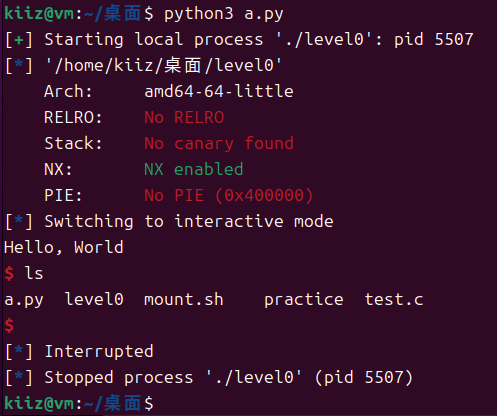 kiiz@vm:~/桌面$ python3 a.py
[+] Starting local process './level0': pid 5507
[*] '/home/kiiz/桌面/level0'
    Arch:     amd64-64-little
    RELRO:    No RELRO
    Stack:    No canary found
    NX:       NX enabled
    PIE:      No PIE (0x400000)
[*] Switching to interactive mode
Hello, World
$ ls
a.py  level0  mount.sh    practice  test.c
$
[*] Interrupted
[*] Stopped process './level0' (pid 5507)
kiiz@vm:~/桌面$